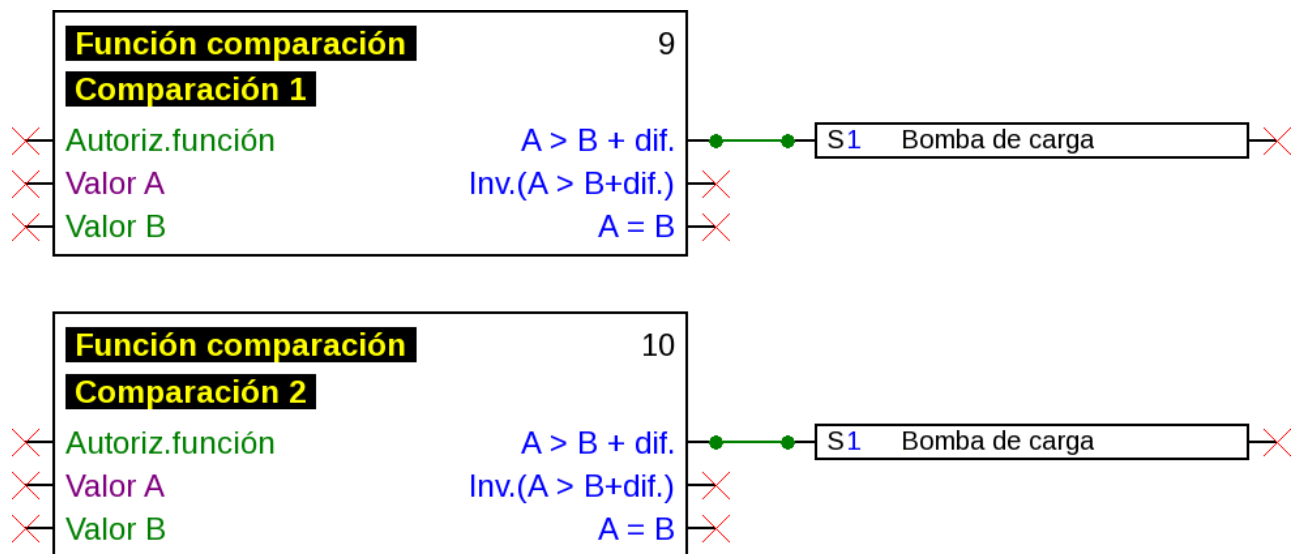 Función comparación 9
Comparación 1
Autoriz.función A > B + dif. S1 Bomba de carga
Valor A Inv.(A > B+dif.)
Valor B A = B
Función comparación 10
Comparación 2
Autoriz.función A > B + dif. S1 Bomba de carga
Valor A Inv.(A > B+dif.)
Valor B A = B